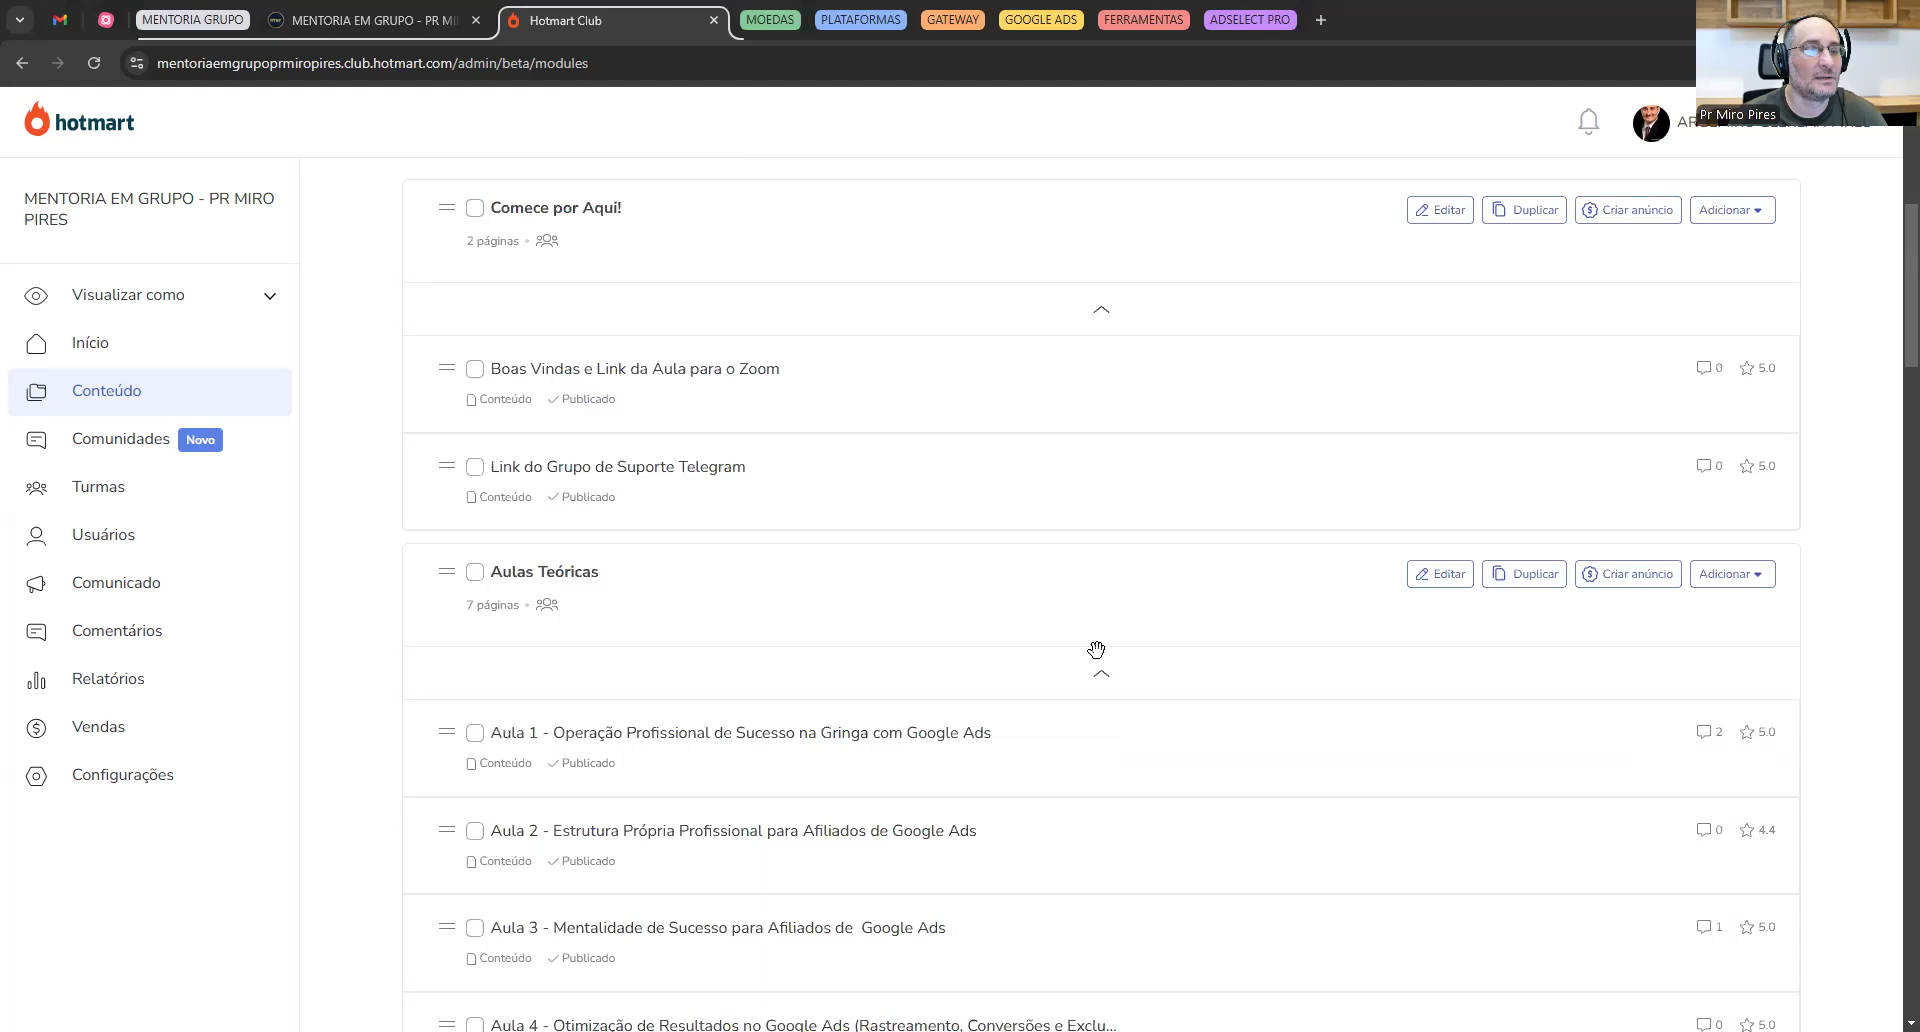 MENTORIA GRUPO
MENTORIA EM GRUPO - PR MI
Hotmart Club
MOEDAS
PLATAFORMAS
GATEWAY
GOOGLE ADS
FERRAMENTAS
ADSELECT PRO
mentoriaemgrupoprmiropires.club.hotmart.com/admin/beta/modules
Pr Miro Pires
hotmart
MENTORIA EM GRUPO - PR MIRO
PIRES
Visualizar como
Início
Conteúdo
Comunidades Novo
Turmas
Usuários
Comunicado
Comentários
Relatórios
Vendas
Configurações
Comece por Aqui!
Editar
Duplicar
Criar anúncio
Adicionar
2 páginas
Boas Vindas e Link da Aula para o Zoom
0 5.0
Conteúdo Publicado
Link do Grupo de Suporte Telegram
0 5.0
Conteúdo Publicado
Aulas Teóricas
Editar
Duplicar
Criar anúncio
Adicionar
7 páginas
Aula 1 - Operação Profissional de Sucesso na Gringa com Google Ads
2 5.0
Conteúdo Publicado
Aula 2 - Estrutura Própria Profissional para Afiliados de Google Ads
0 4.4
Conteúdo Publicado
Aula 3 - Mentalidade de Sucesso para Afiliados de Google Ads
1 5.0
Conteúdo Publicado
Aula 4 - Otimização de Resultados no Google Ads (Rastreamento, Conversões e Exclu...
0 5.0